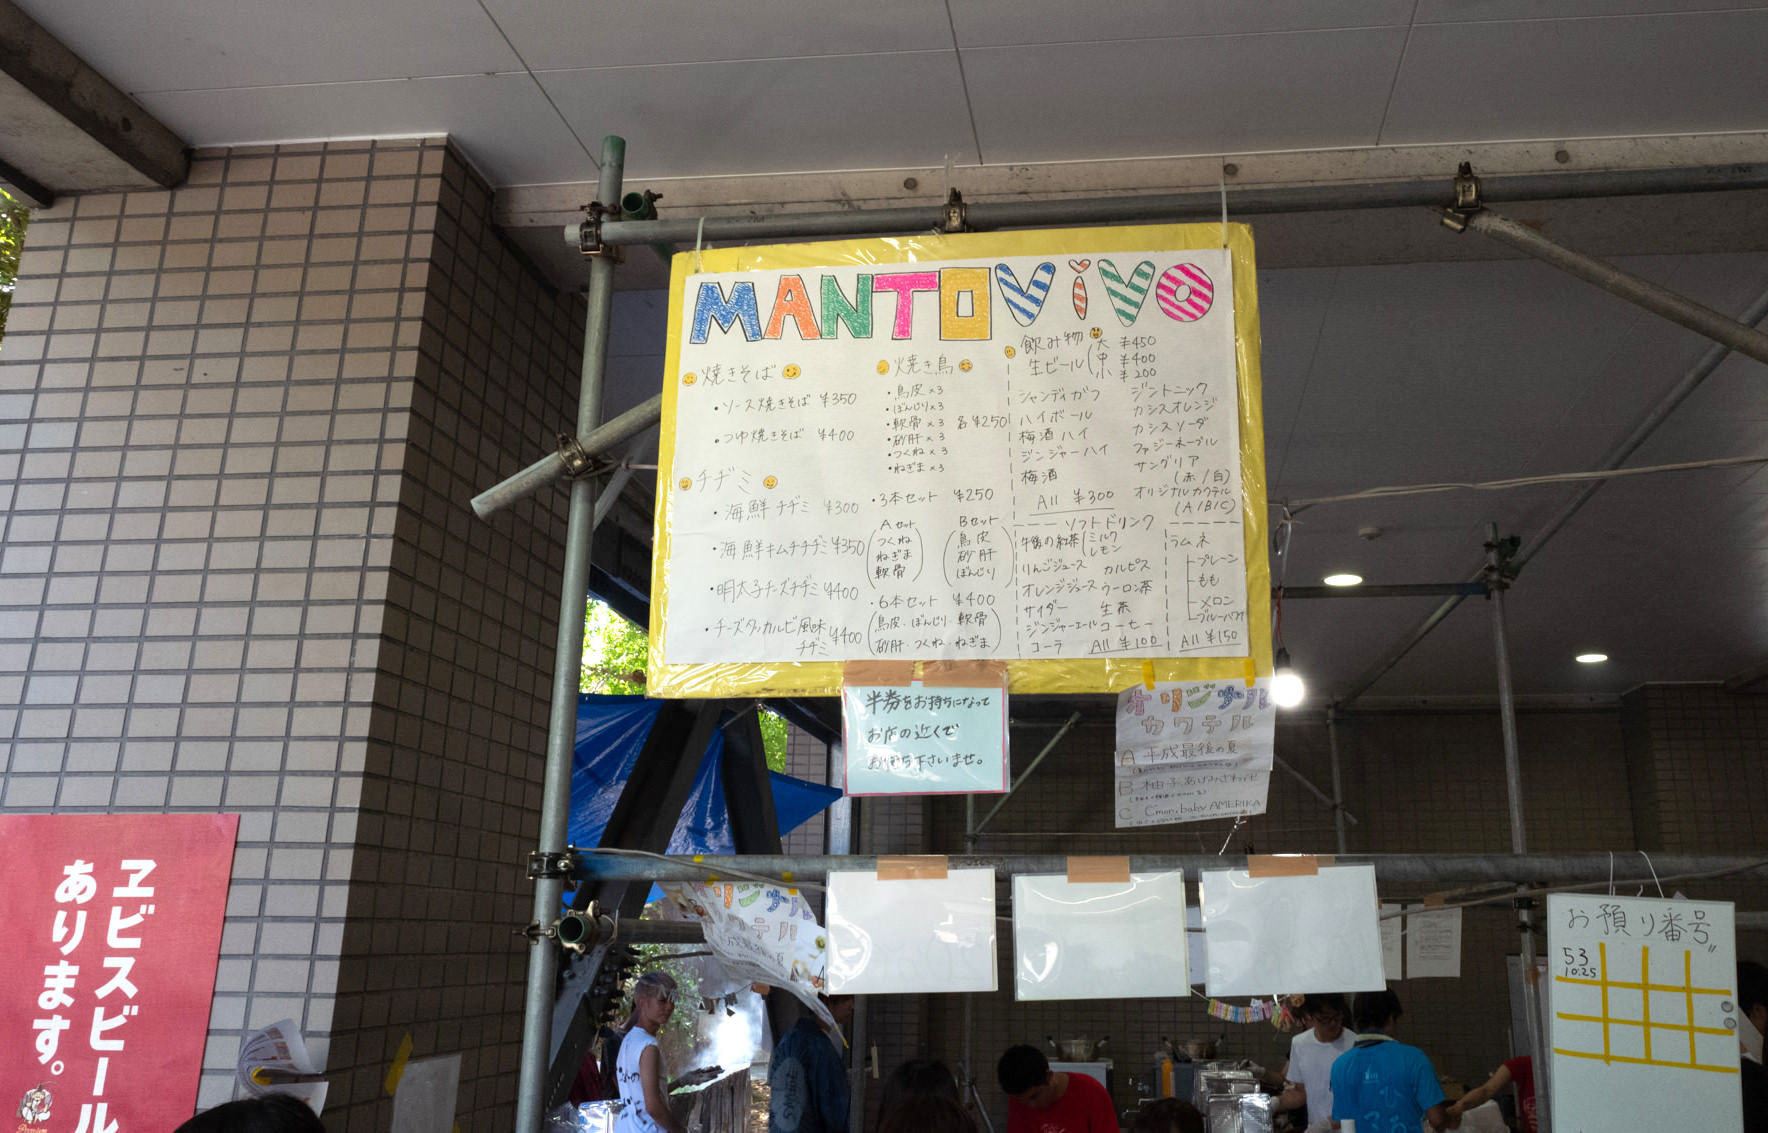 MANTOViVO
焼きそば
・ソース焼きそば ¥350
・つゆ焼きそば ¥400
チヂミ
・海鮮チヂミ ¥300
・海鮮キムチチヂミ ¥350
・明太子チーズチヂミ ¥400
・チーズタッカルビ風味
チヂミ ¥400
焼き鳥
・鳥皮×3
・ぼんじり×3
・軟骨×3 各¥250
・砂肝×3
・つくね×3
・ねぎま×3
・3本セット ¥250
Aセット
つくね
ねぎま
軟骨
Bセット
鳥皮
砂肝
ぼんじり
・6本セット ¥400
鳥皮・ぼんじり・軟骨
砂肝・つくね・ねぎま
飲み物
生ビール
大 ¥450
中 ¥400
小 ¥200
シャンディガフ
ハイボール
梅酒ハイ
ジンジャーハイ
梅酒
All ¥300
ジントニック
カシスオレンジ
カシスソーダ
ファジーネーブル
サングリア
(赤/白)
オリジナルカクテル
(A/B/C)
ソフトドリンク
午後の紅茶
ミルク
レモン
りんごジュース カルピス
オレンジジュース ウーロン茶
サイダー 生茶
ジンジャーエール コーヒー
コーラ All ¥100
ラムネ
プレーン
もも
メロン
ブルーハワイ
All ¥150
半券をお持ちになって
お店の近くで
お待ち下さいませ。
オリジナル
カクテル
A 平成最後の夏
B 柚子
C C'mon, baby AMERIKA
オリジナル
カクテル
ヱビスビール
あります。
Premium
お預り番号
53
10:25